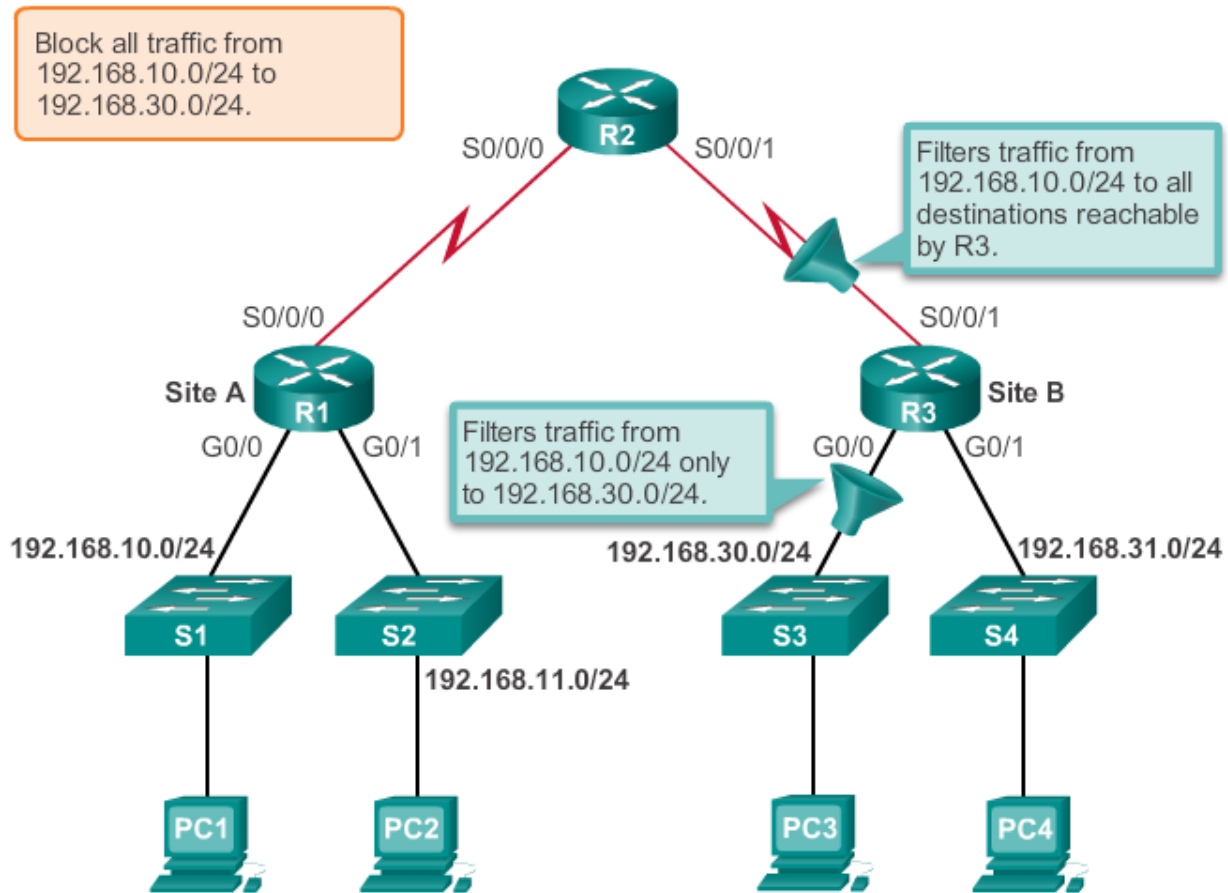 Block all traffic from
192.168.10.0/24 to
192.168.30.0/24.
R2
S0/0/0
S0/0/1
Filters traffic from
192.168.10.0/24 to all
destinations reachable
by R3.
S0/0/0
S0/0/1
Site A
R1
R3
Site B
G0/0
G0/1
Filters traffic from
192.168.10.0/24 only
to 192.168.30.0/24.
G0/0
G0/1
192.168.10.0/24
192.168.30.0/24
192.168.31.0/24
S1
S2
S3
S4
192.168.11.0/24
PC1
PC2
PC3
PC4